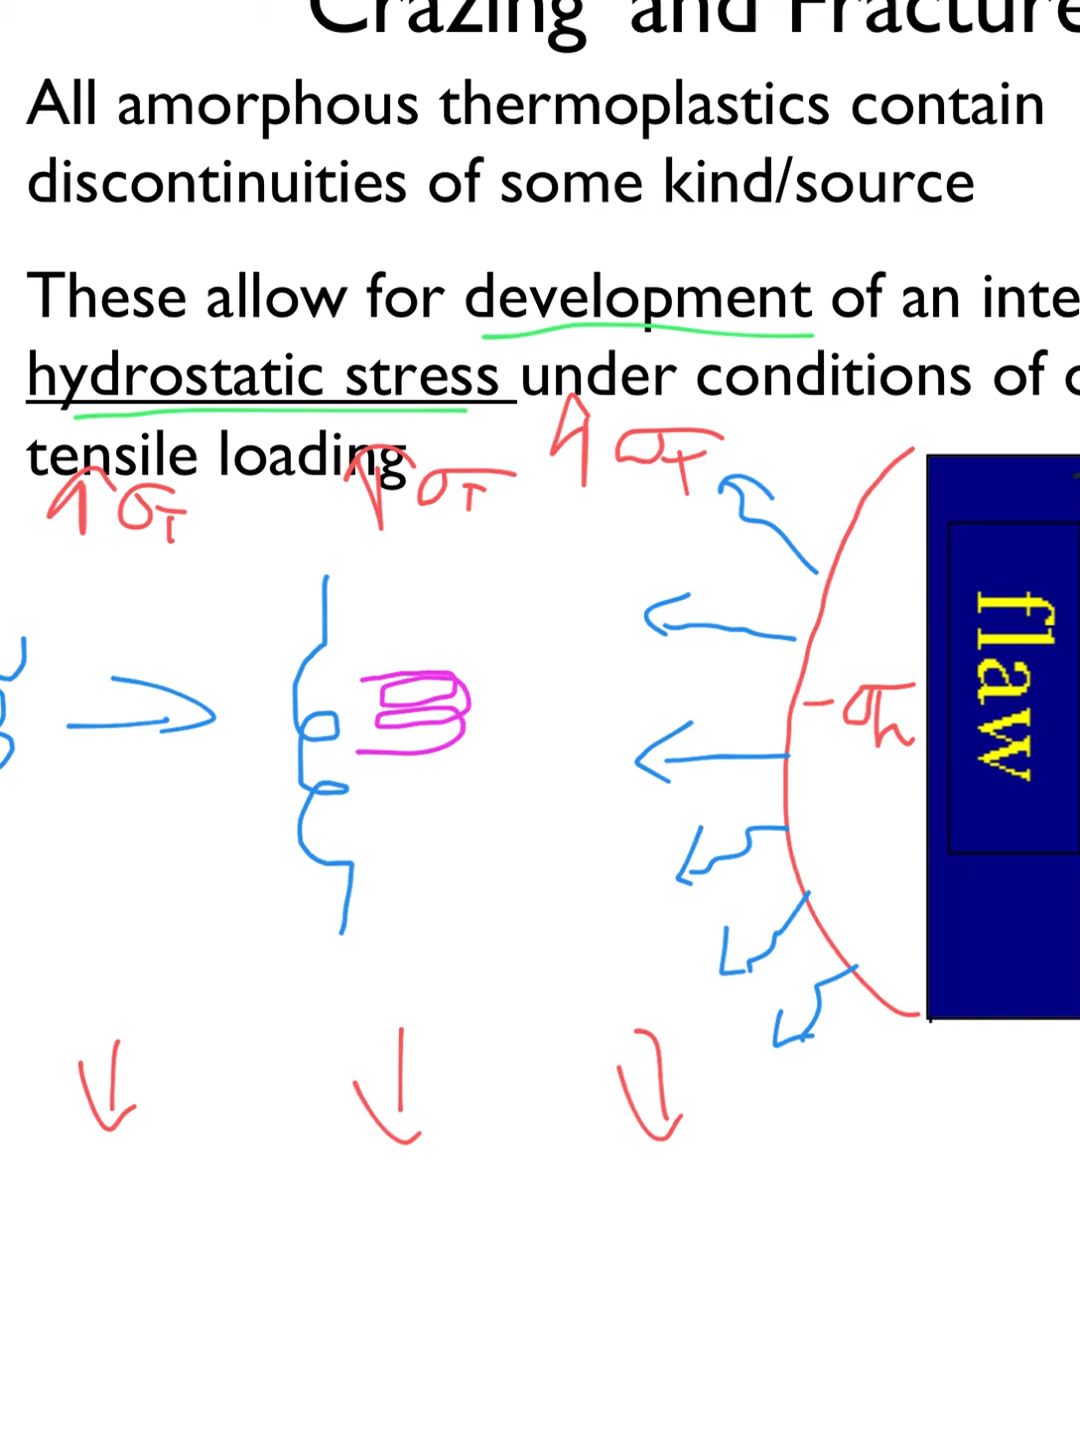 Crazing and Fracture
All amorphous thermoplastics contain
discontinuities of some kind/source
These allow for development of an inte
hydrostatic stress under conditions of
tensile loading
↑σT ↑σT ↑σT
-σh
flaw